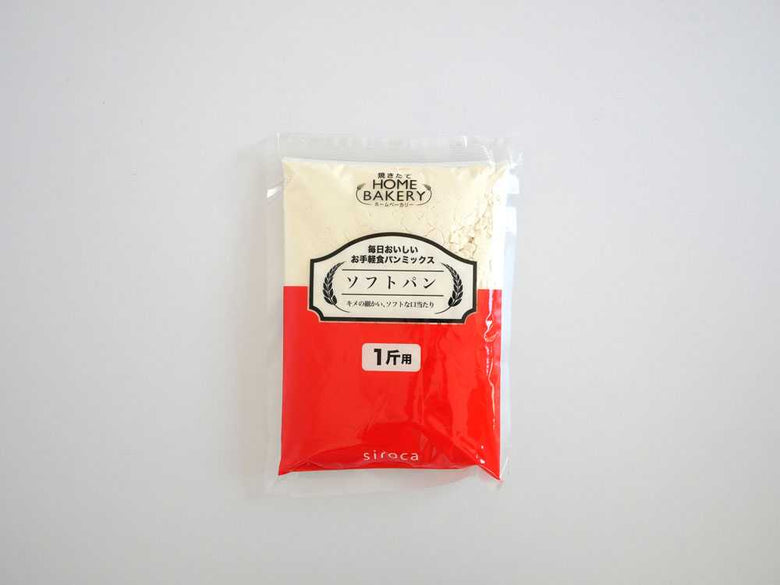 焼きたて
HOME
BAKERY
ホームベーカリー
毎日おいしい
お手軽食パンミックス
ソフトパン
キメの細かい、ソフトな口当たり
1斤用
siroca